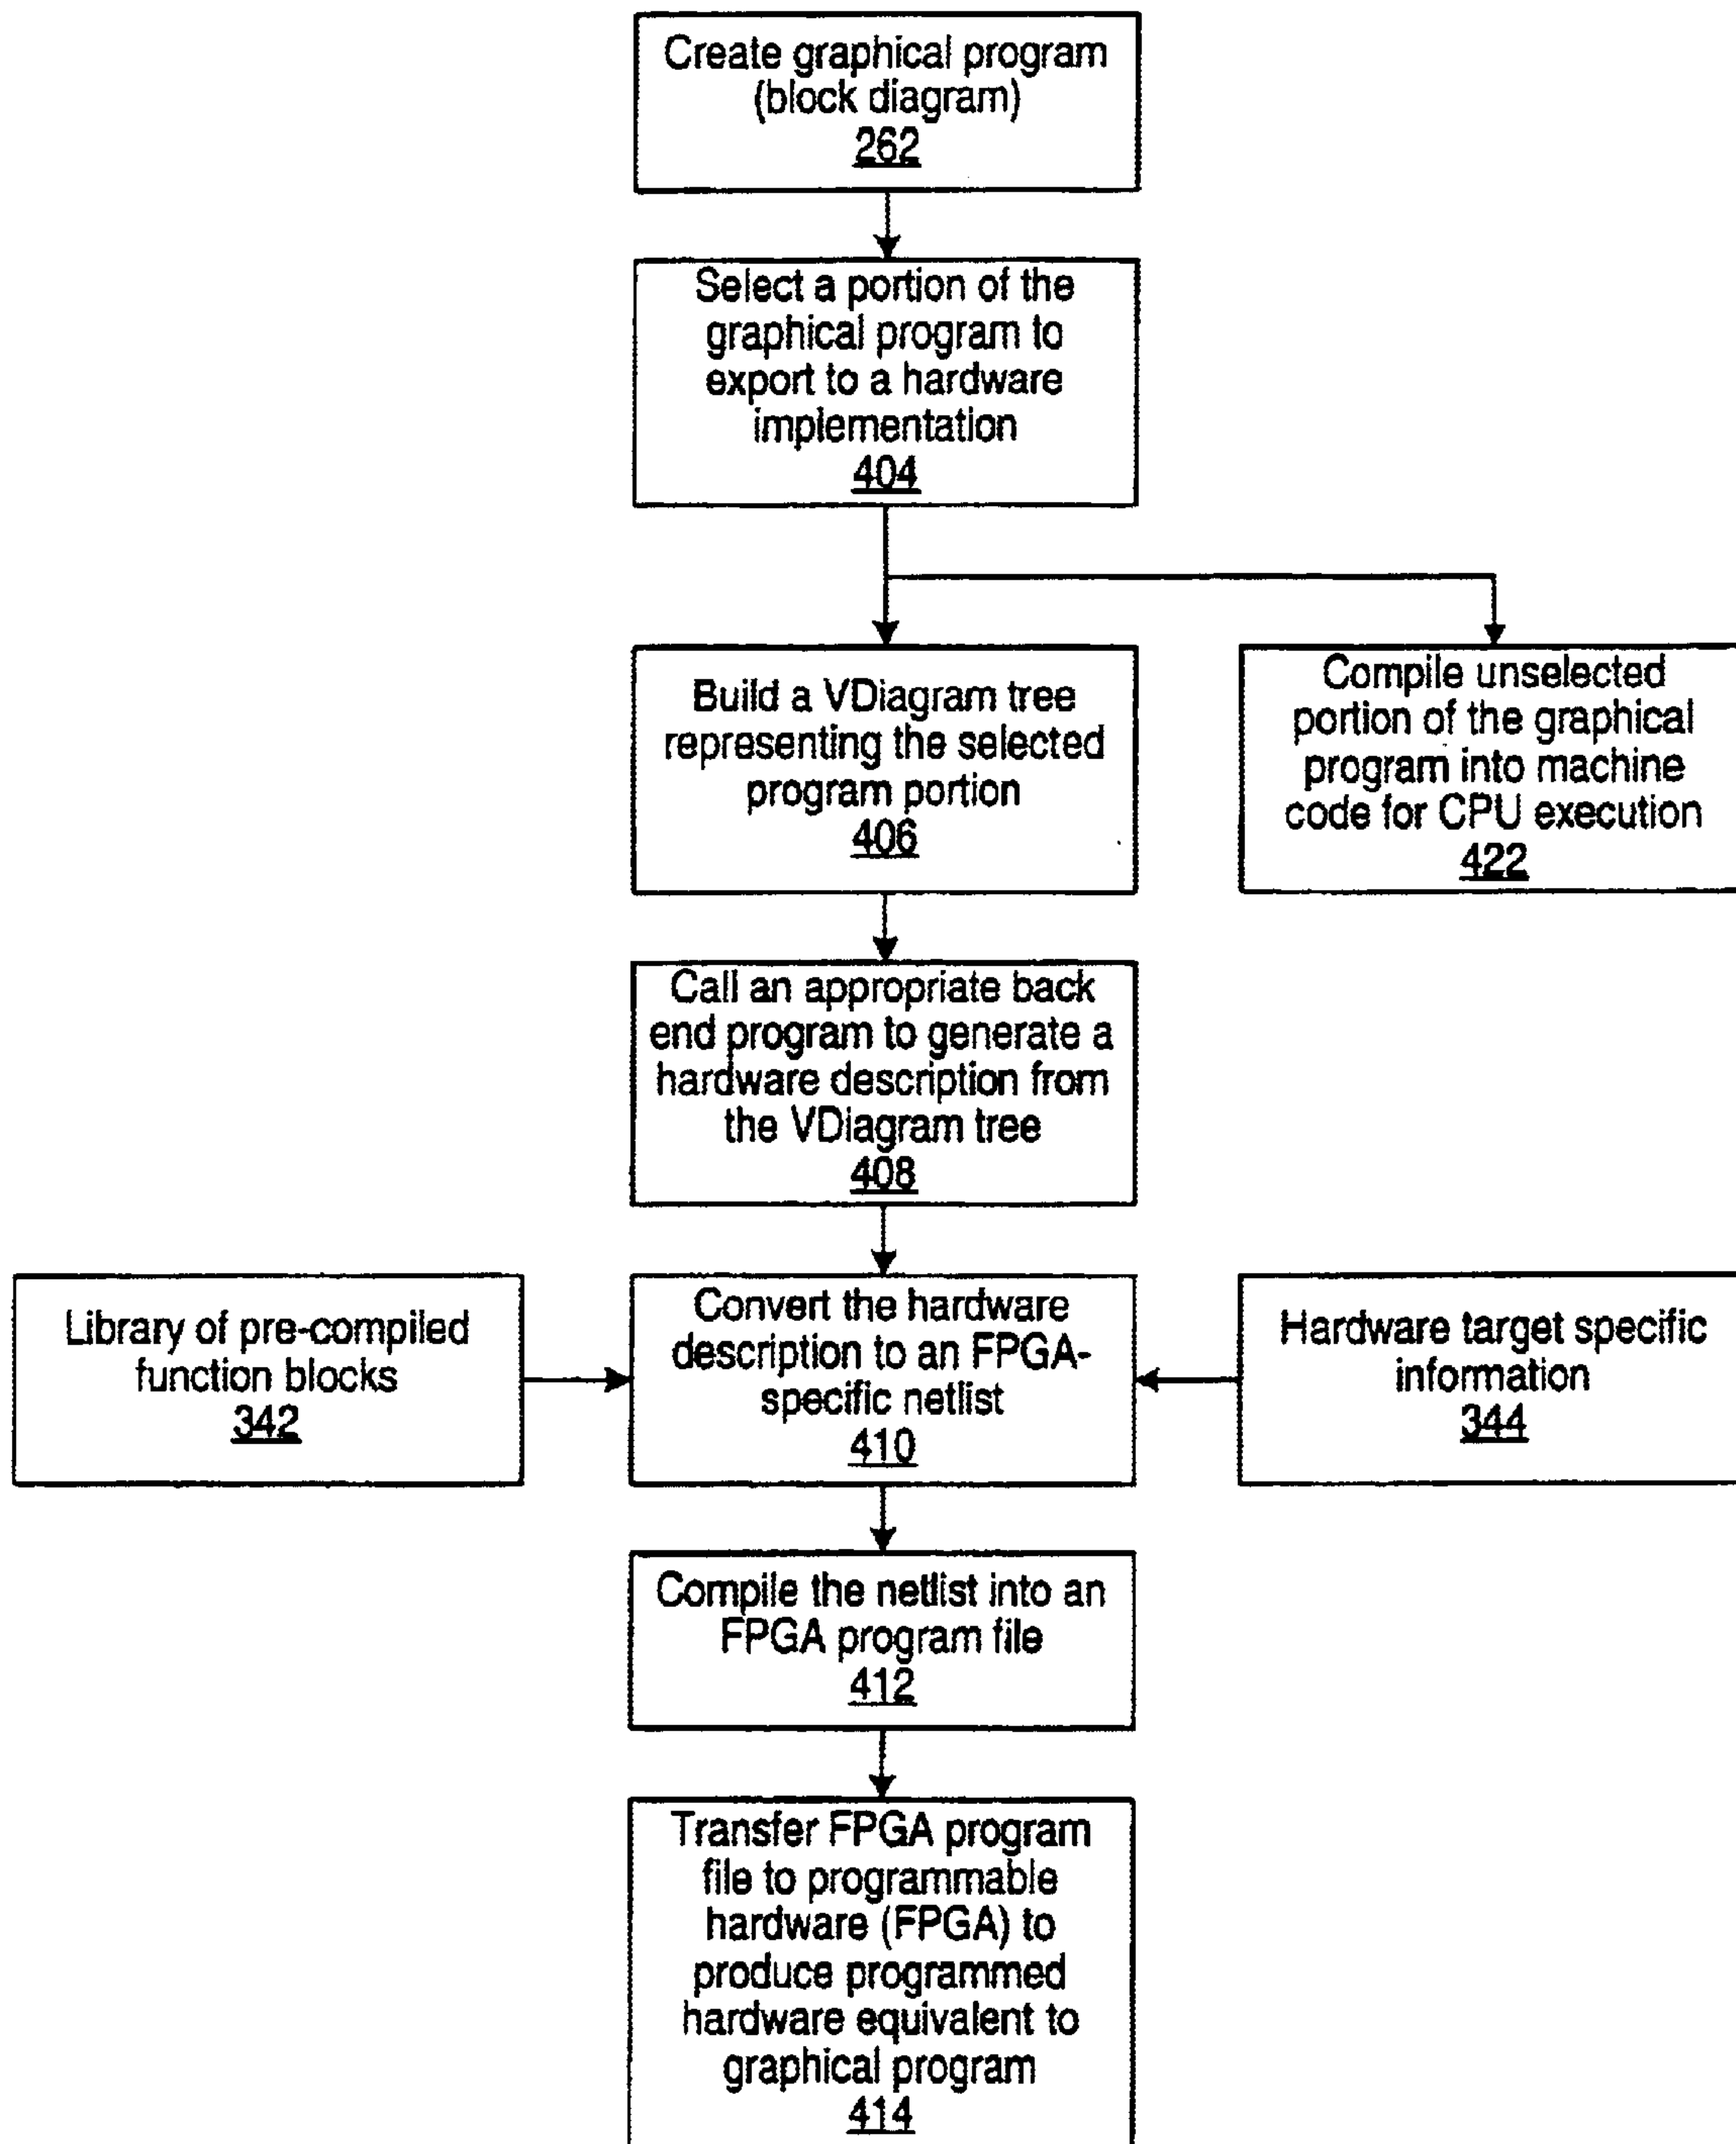 Create graphical program
(block diagram)
262
Select a portion of the
graphical program to
export to a hardware
implementation
404
Build a VDiagram tree
representing the selected
program portion
406
Compile unselected
portion of the graphical
program into machine
code for CPU execution
422
Call an appropriate back
end program to generate a
hardware description from
the VDiagram tree
408
Library of pre-compiled
function blocks
342
Convert the hardware
description to an FPGA-
specific netlist
410
Hardware target specific
information
344
Compile the netlist into an
FPGA program file
412
Transfer FPGA program
file to programmable
hardware (FPGA) to
produce programmed
hardware equivalent to
graphical program
414